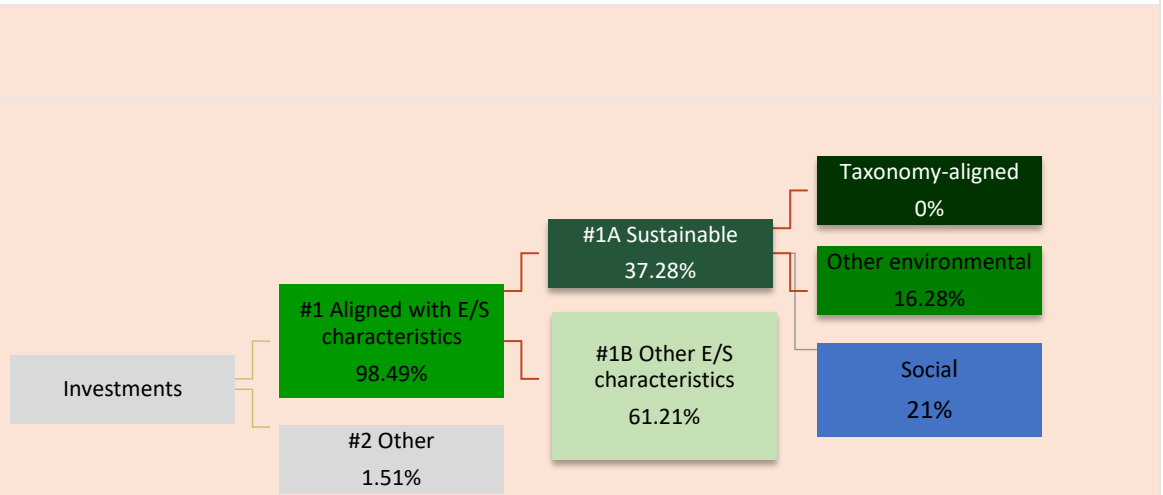 Investments
#1 Aligned with E/S
characteristics
98.49%
#2 Other
1.51%
#1A Sustainable
37.28%
#1B Other E/S
characteristics
61.21%
Taxonomy-aligned
0%
Other environmental
16.28%
Social
21%